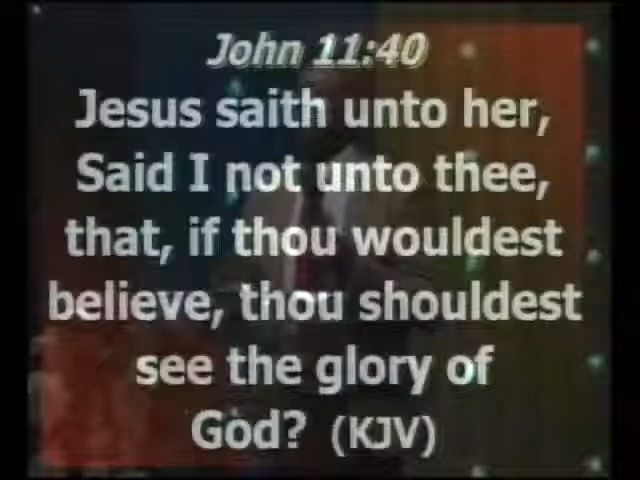 John 11:40
Jesus saith unto her,
Said I not unto thee,
that, if thou wouldest
believe, thou shouldest
see the glory of
God? (KJV)